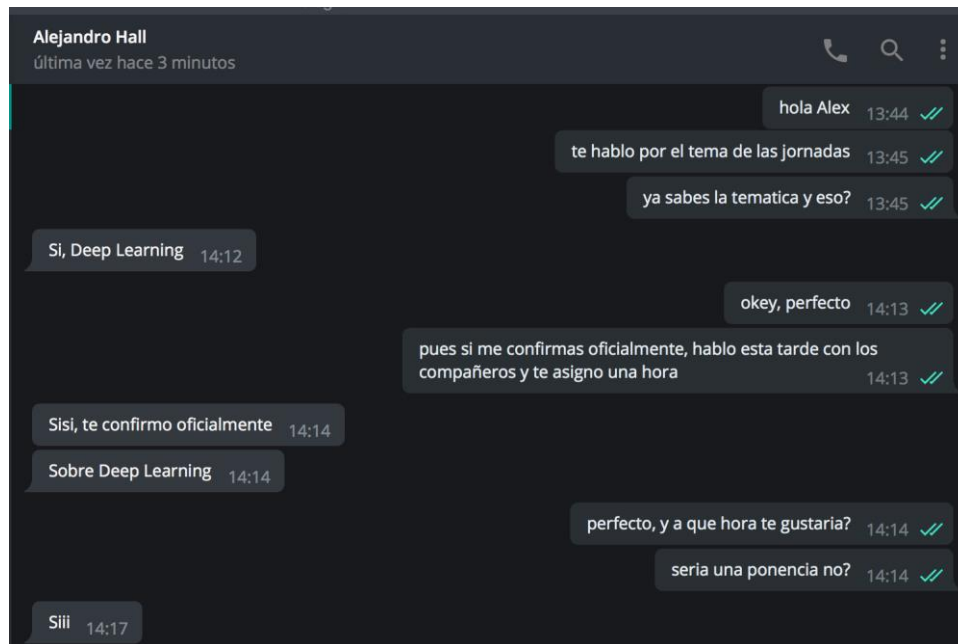 Alejandro Hall
última vez hace 3 minutos
hola Alex 13:44
te hablo por el tema de las jornadas 13:45
ya sabes la tematica y eso? 13:45
Si, Deep Learning 14:12
okey, perfecto 14:13
pues si me confirmas oficialmente, hablo esta tarde con los
compañeros y te asigno una hora 14:13
Sisi, te confirmo oficialmente 14:14
Sobre Deep Learning 14:14
perfecto, y a que hora te gustaria? 14:14
seria una ponencia no? 14:14
Siii 14:17